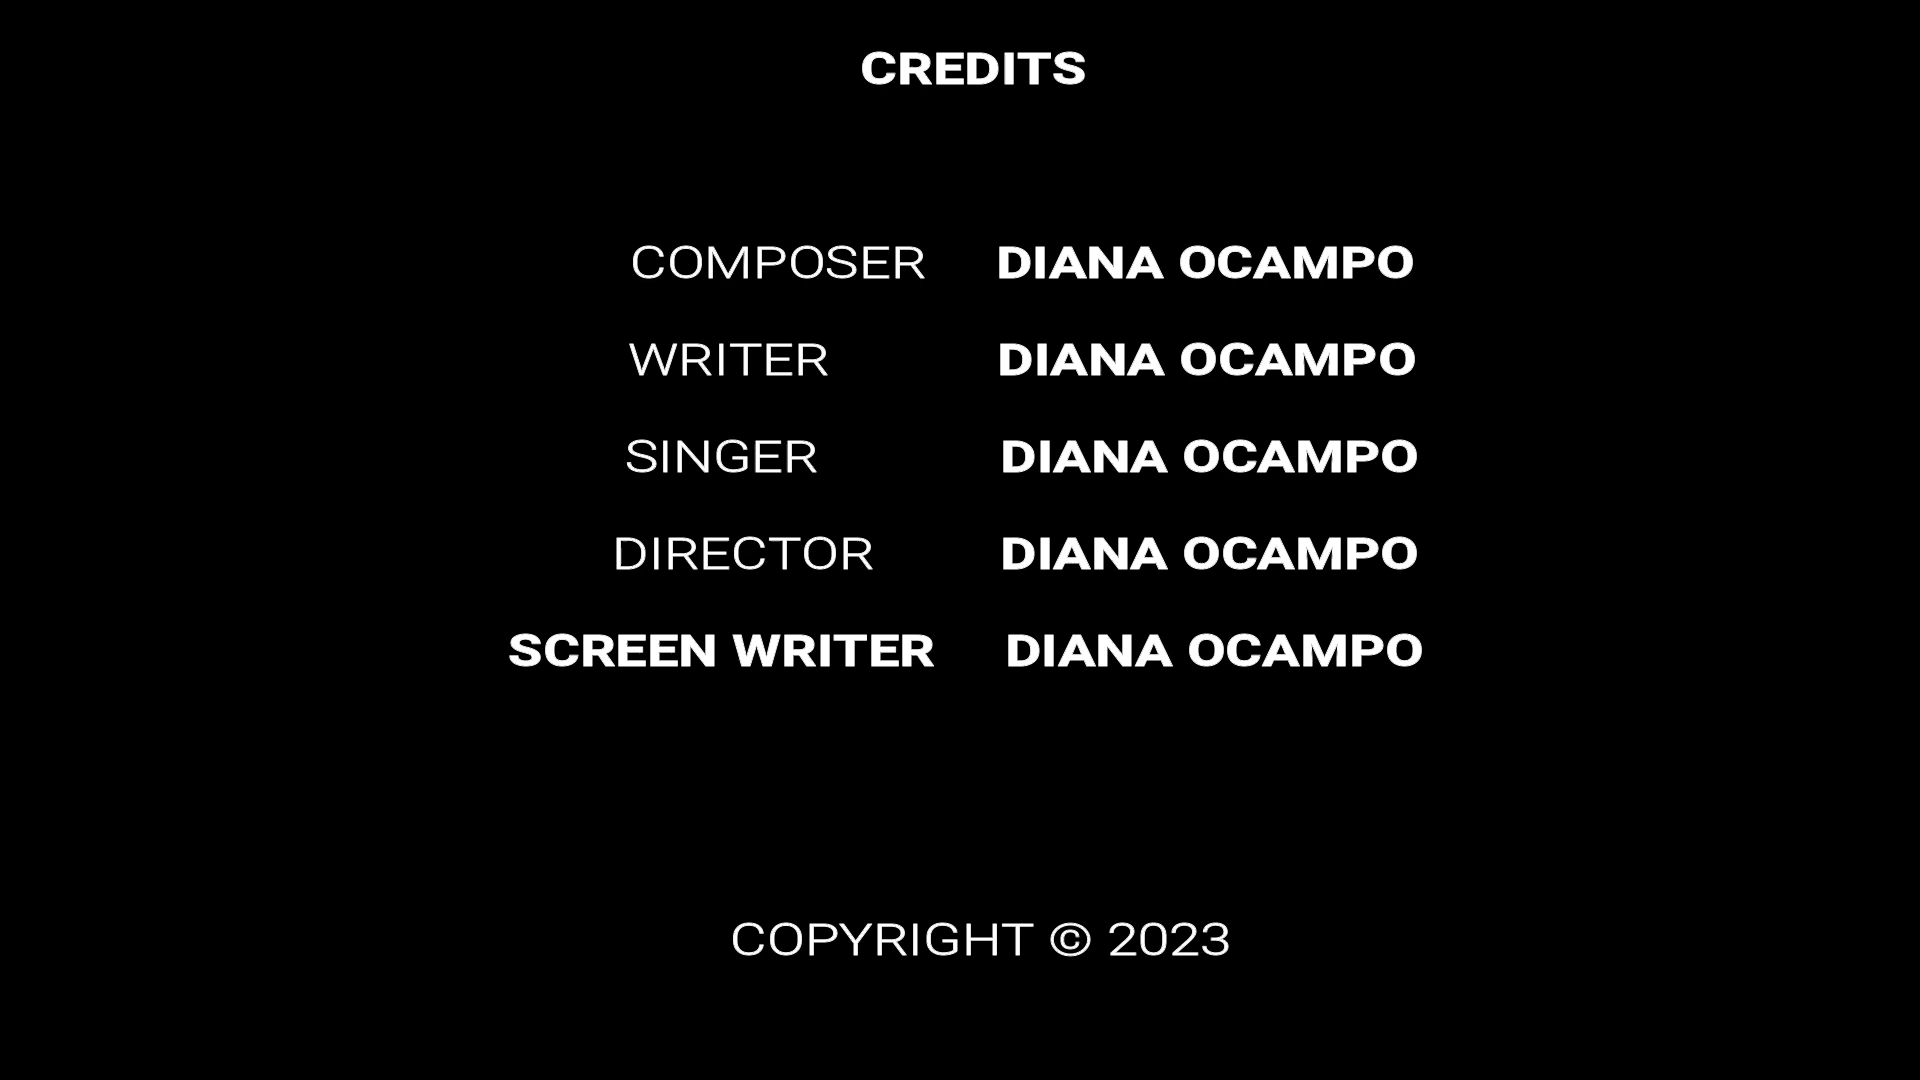 CREDITS
COMPOSER DIANA OCAMPO
WRITER DIANA OCAMPO
SINGER DIANA OCAMPO
DIRECTOR DIANA OCAMPO
SCREEN WRITER DIANA OCAMPO
COPYRIGHT © 2023